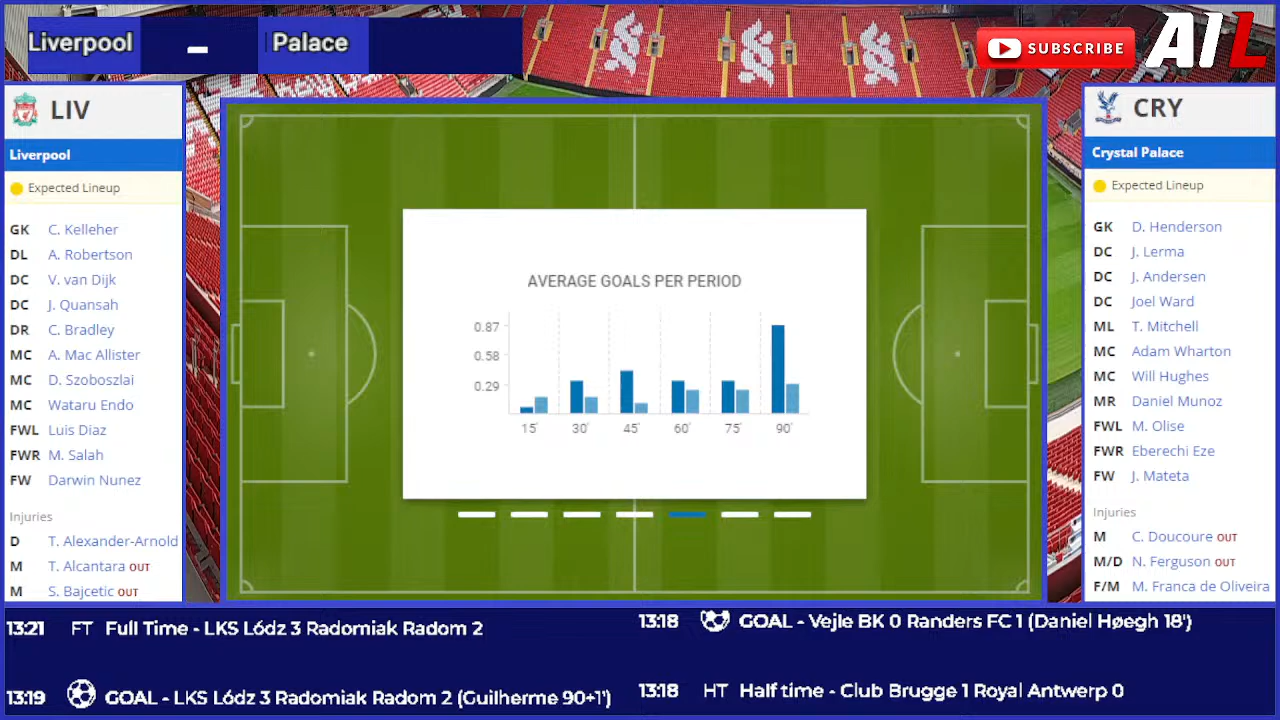 Liverpool
-
Palace
SUBSCRIBE
AIL
LIV
Liverpool
Expected Lineup
GK C. Kelleher
DL A. Robertson
DC V. van Dijk
DC J. Quansah
DR C. Bradley
MC A. Mac Allister
MC D. Szoboszlai
MC Wataru Endo
FWL Luis Diaz
FWR M. Salah
FW Darwin Nunez
Injuries
D T. Alexander-Arnold
M T. Alcantara OUT
M S. Bajcetic OUT
AVERAGE GOALS PER PERIOD
0.87
0.58
0.29
15' 30' 45' 60' 75' 90'
CRY
Crystal Palace
Expected Lineup
GK D. Henderson
DC J. Lerma
DC J. Andersen
DC Joel Ward
ML T. Mitchell
MC Adam Wharton
MC Will Hughes
MR Daniel Munoz
FWL M. Olise
FWR Eberechi Eze
FW J. Mateta
Injuries
M C. Doucoure OUT
M/D N. Ferguson OUT
F/M M. Franca de Oliveira
13:21 FT Full Time - LKS Lódz 3 Radomiak Radom 2
13:19 GOAL - LKS Lódz 3 Radomiak Radom 2 (Guilherme 90+1')
13:18 GOAL - Vejle BK 0 Randers FC 1 (Daniel Høegh 18')
13:18 HT Half time - Club Brugge 1 Royal Antwerp 0